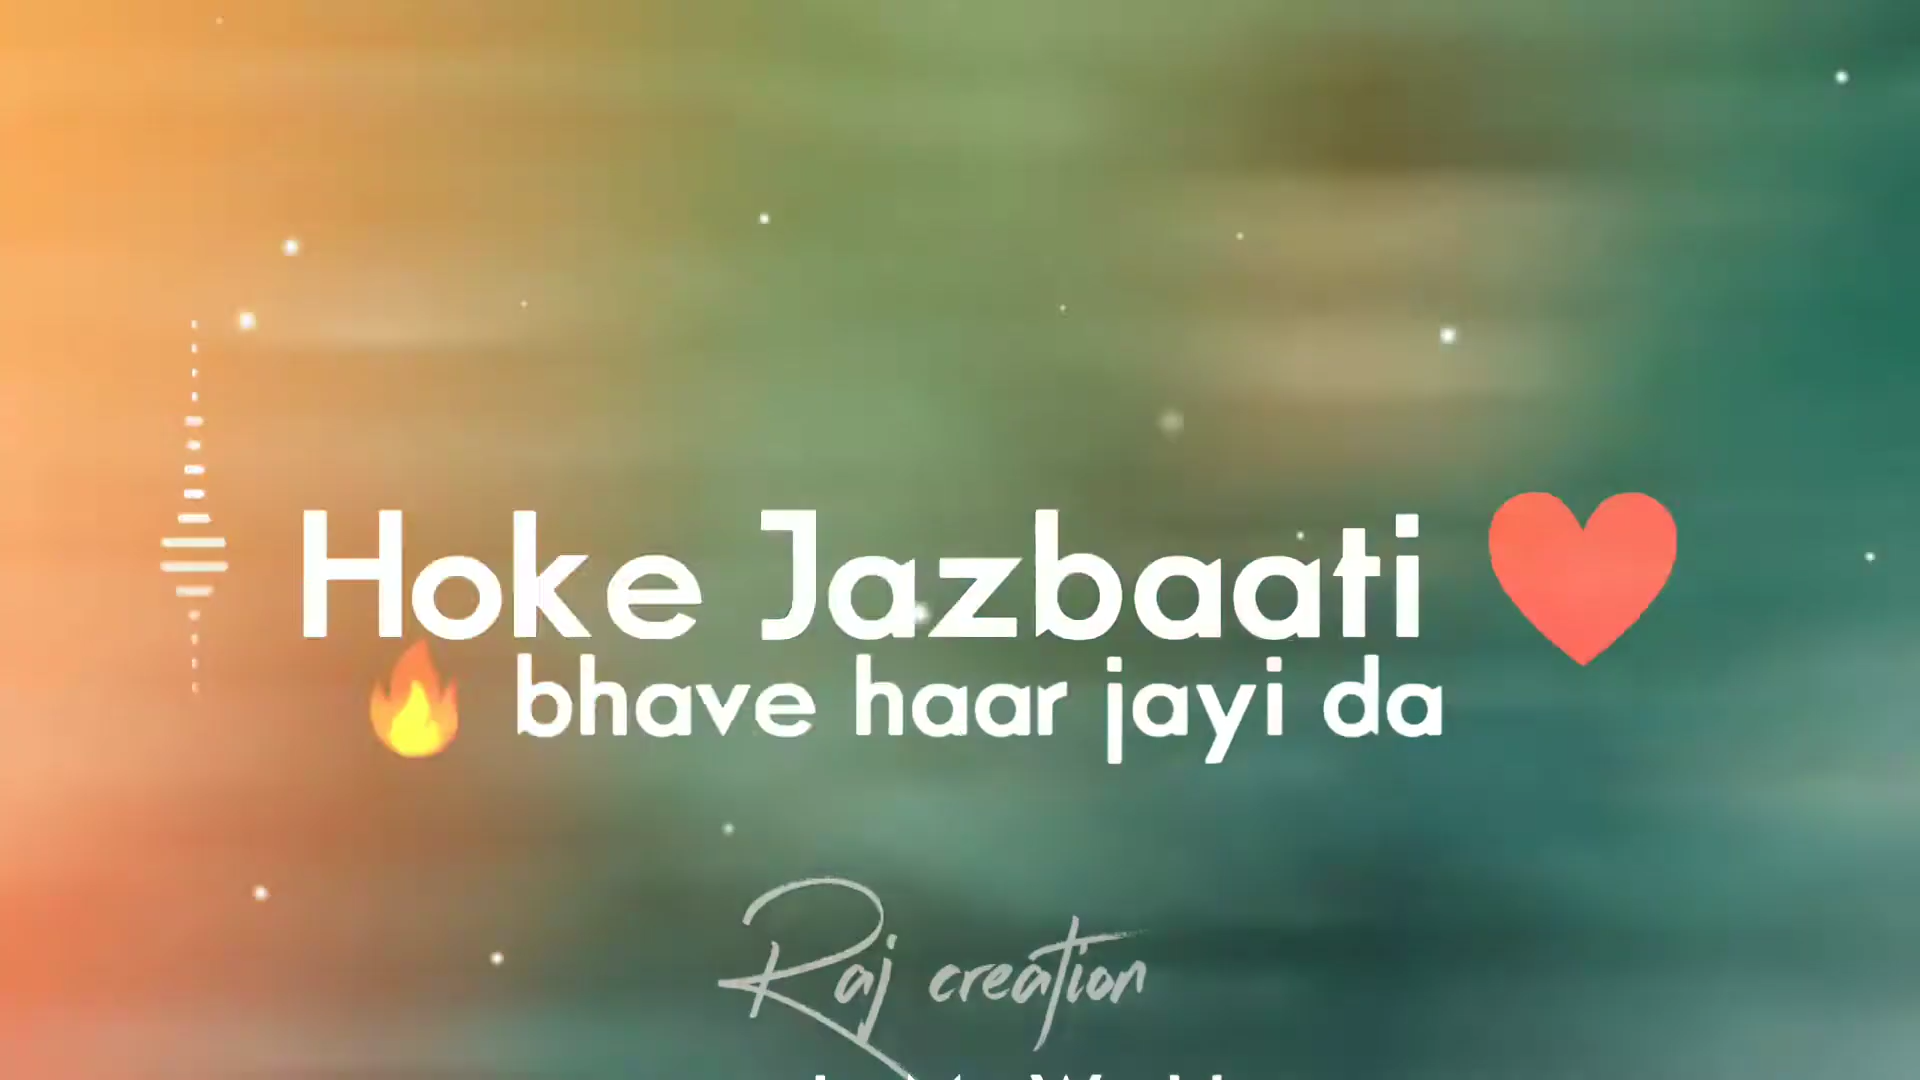 Hoke Jazbaati ❤️
🔥 bhave haar jayi da
Raj creation